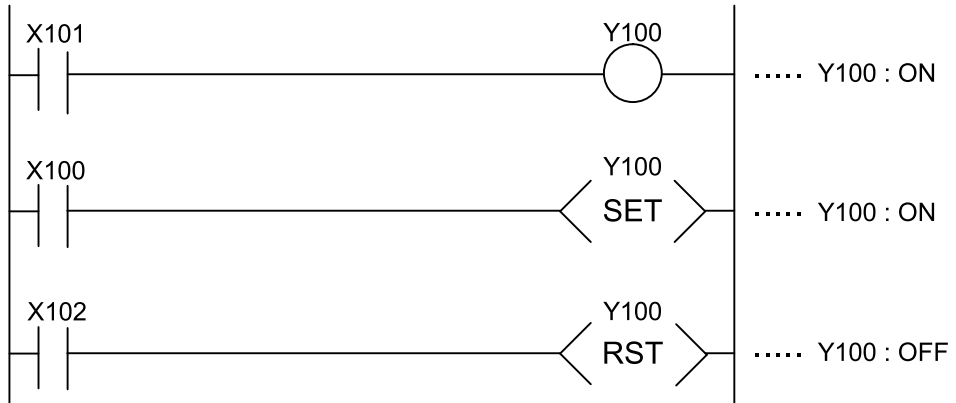 X101 Y100
····· Y100 : ON
X100 Y100
SET ····· Y100 : ON
X102 Y100
RST ····· Y100 : OFF